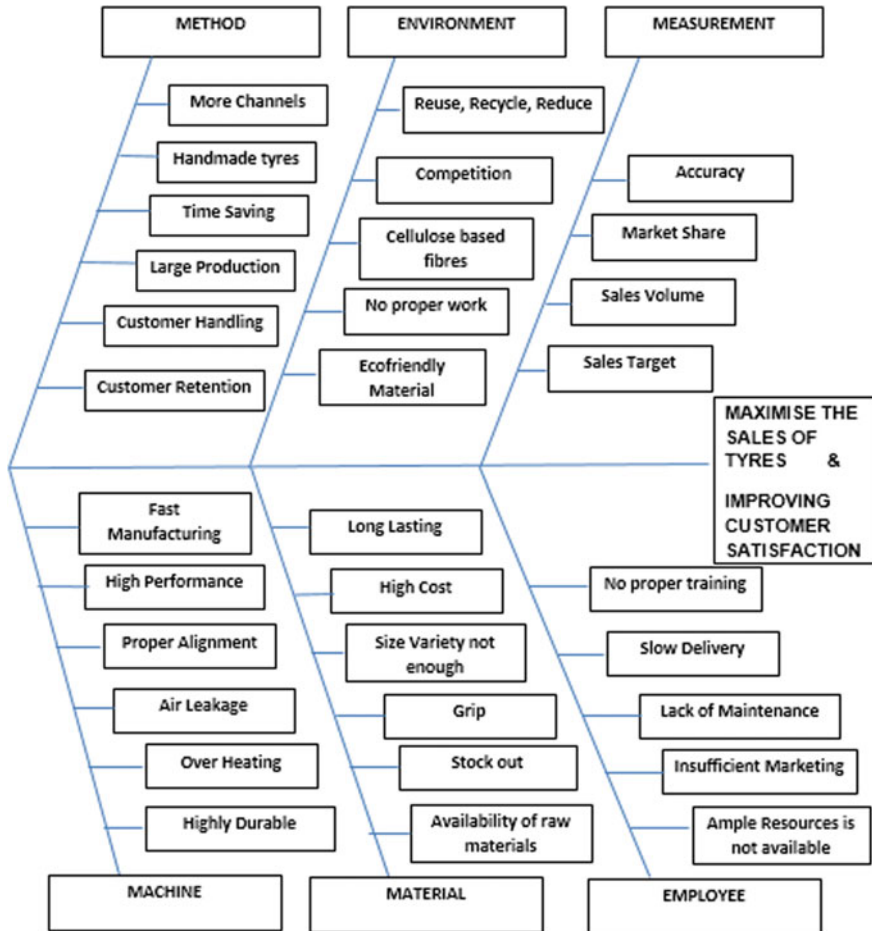 METHOD
ENVIRONMENT
MEASUREMENT
More Channels
Handmade tyres
Time Saving
Large Production
Customer Handling
Customer Retention
Reuse, Recycle, Reduce
Competition
Cellulose based
fibres
No proper work
Ecofriendly
Material
Accuracy
Market Share
Sales Volume
Sales Target
MAXIMISE THE
SALES OF
TYRES &
IMPROVING
CUSTOMER
SATISFACTION
Fast
Manufacturing
High Performance
Proper Alignment
Air Leakage
Over Heating
Highly Durable
Long Lasting
High Cost
Size Variety not
enough
Grip
Stock out
Availability of raw
materials
No proper training
Slow Delivery
Lack of Maintenance
Insufficient Marketing
Ample Resources is
not available
MACHINE
MATERIAL
EMPLOYEE